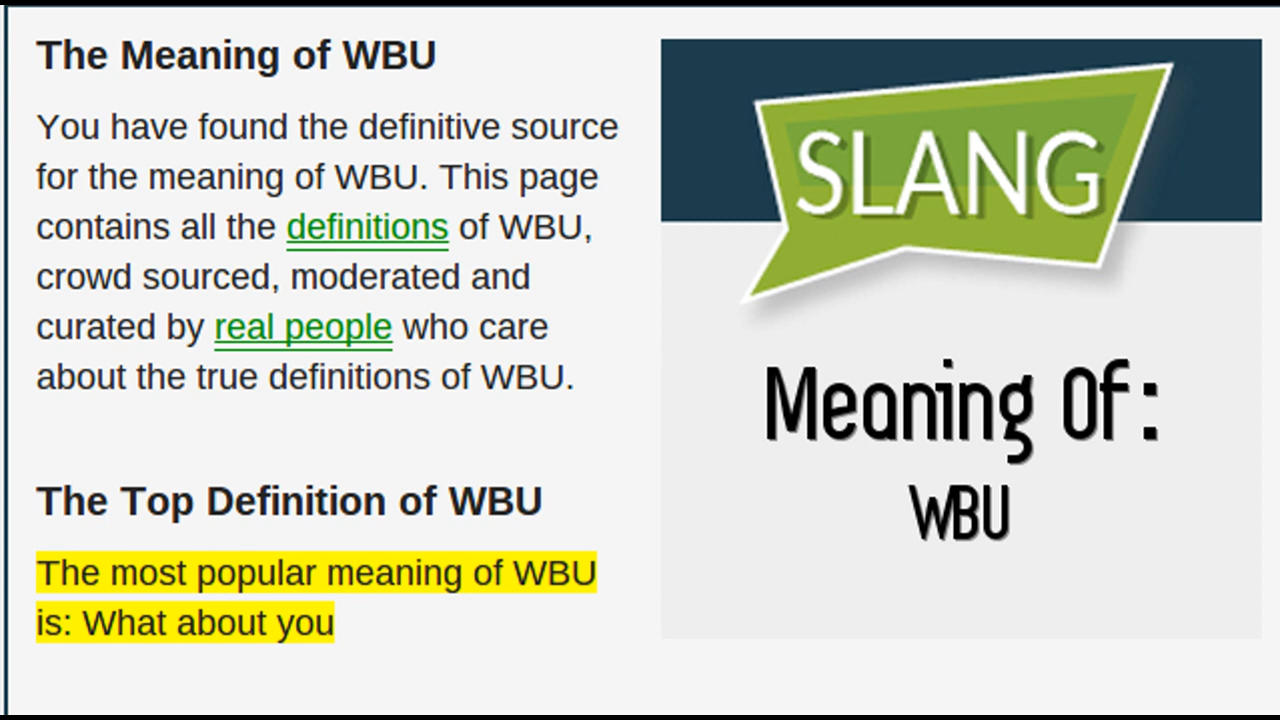 The Meaning of WBU
You have found the definitive source
for the meaning of WBU. This page
contains all the definitions of WBU,
crowd sourced, moderated and
curated by real people who care
about the true definitions of WBU.
The Top Definition of WBU
The most popular meaning of WBU
is: What about you
SLANG
Meaning Of:
WBU